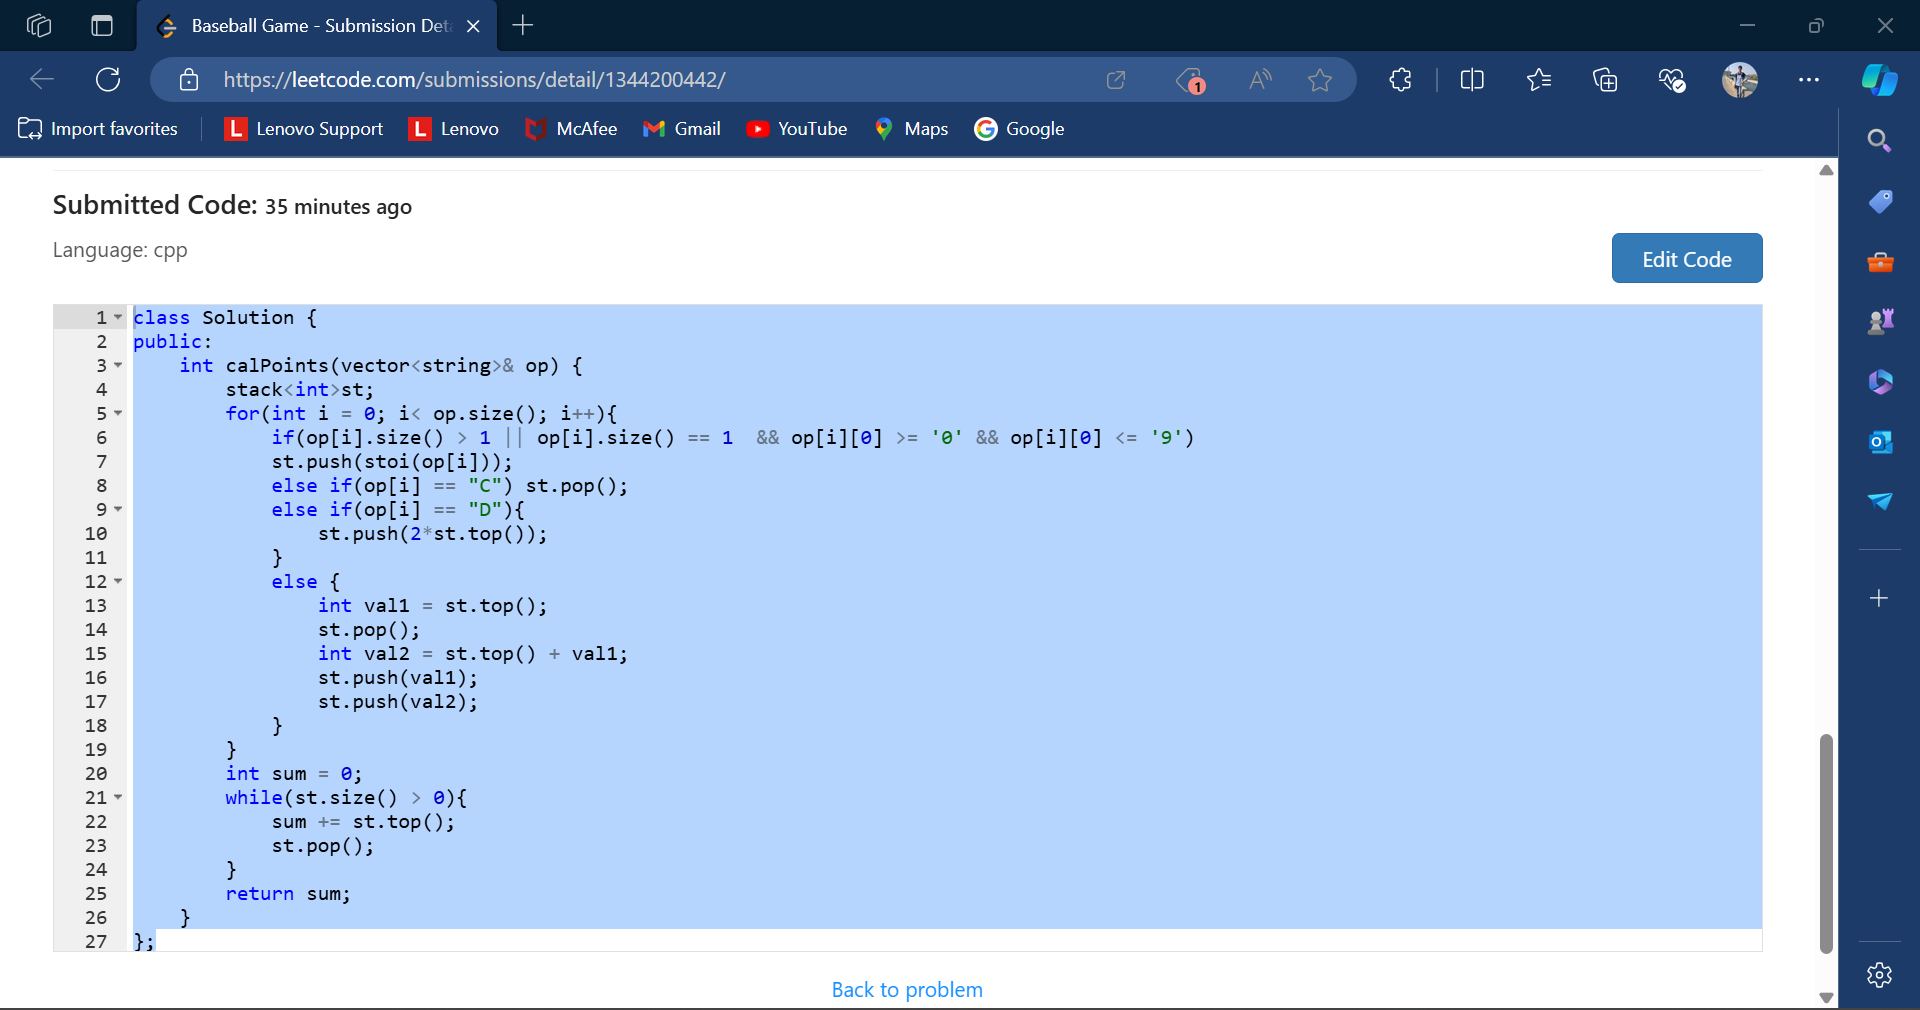 Baseball Game - Submission Det
https://leetcode.com/submissions/detail/1344200442/
1
Import favorites
L Lenovo Support
L Lenovo
McAfee
Gmail
YouTube
Maps
Google
Submitted Code: 35 minutes ago
Language: cpp
Edit Code
1 class Solution {
2 public:
3     int calPoints(vector<string>& op) {
4         stack<int>st;
5         for(int i = 0; i< op.size(); i++){
6             if(op[i].size() > 1 || op[i].size() == 1  && op[i][0] >= '0' && op[i][0] <= '9')
7             st.push(stoi(op[i]));
8             else if(op[i] == "C") st.pop();
9             else if(op[i] == "D"){
10                 st.push(2*st.top());
11             }
12             else {
13                 int val1 = st.top();
14                 st.pop();
15                 int val2 = st.top() + val1;
16                 st.push(val1);
17                 st.push(val2);
18             }
19         }
20         int sum = 0;
21         while(st.size() > 0){
22             sum += st.top();
23             st.pop();
24         }
25         return sum;
26     }
27 };
Back to problem